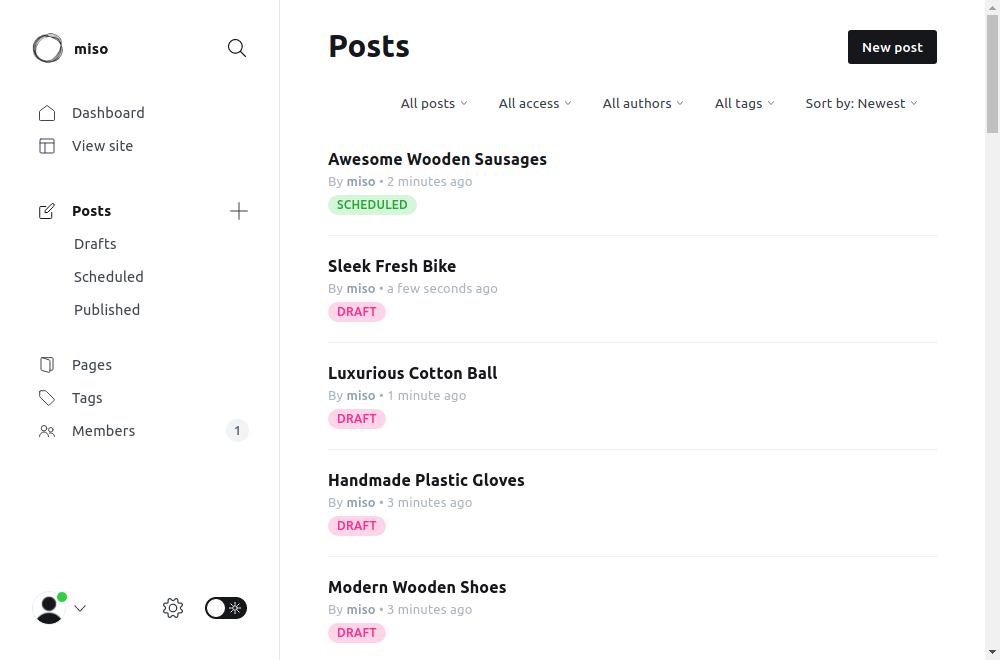 miso
Dashboard
View site
Posts
Drafts
Scheduled
Published
Pages
Tags
Members 1
Posts
New post
All posts All access All authors All tags Sort by: Newest
Awesome Wooden Sausages
By miso • 2 minutes ago
SCHEDULED
Sleek Fresh Bike
By miso • a few seconds ago
DRAFT
Luxurious Cotton Ball
By miso • 1 minute ago
DRAFT
Handmade Plastic Gloves
By miso • 3 minutes ago
DRAFT
Modern Wooden Shoes
By miso • 3 minutes ago
DRAFT